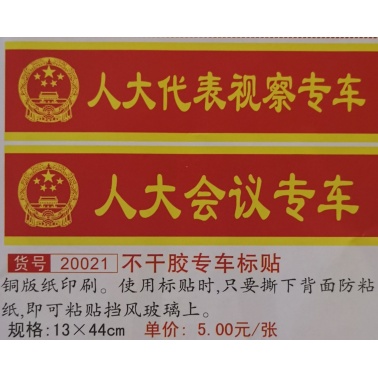 人大代表视察专车
人大会议专车
货号 20021 不干胶专车标贴
铜版纸印刷。使用标贴时,只要撕下背面防粘
纸,即可粘贴挡风玻璃上。
规格:13×44cm 单价: 5.00元/张